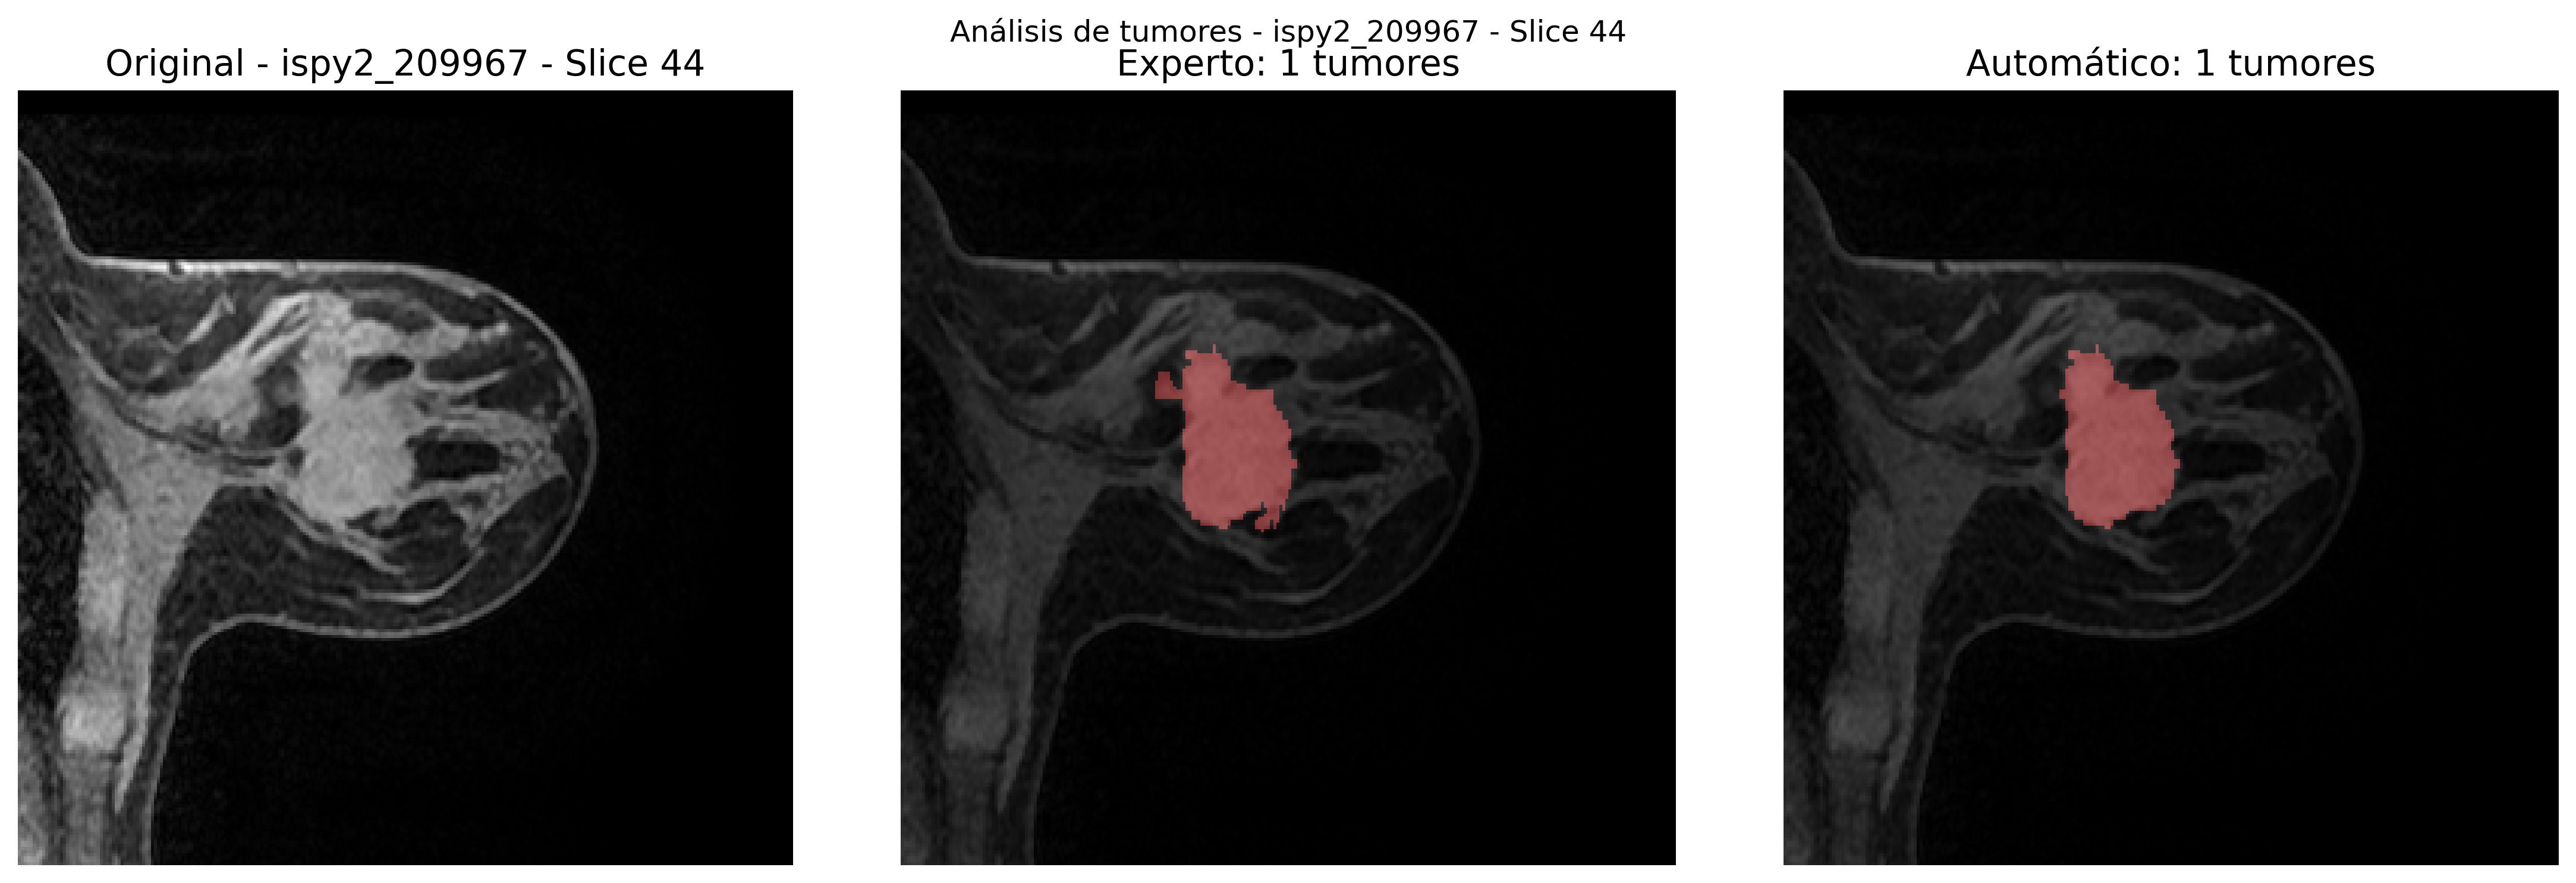 Análisis de tumores - ispy2_209967 - Slice 44
Original - ispy2_209967 - Slice 44
Experto: 1 tumores
Automático: 1 tumores